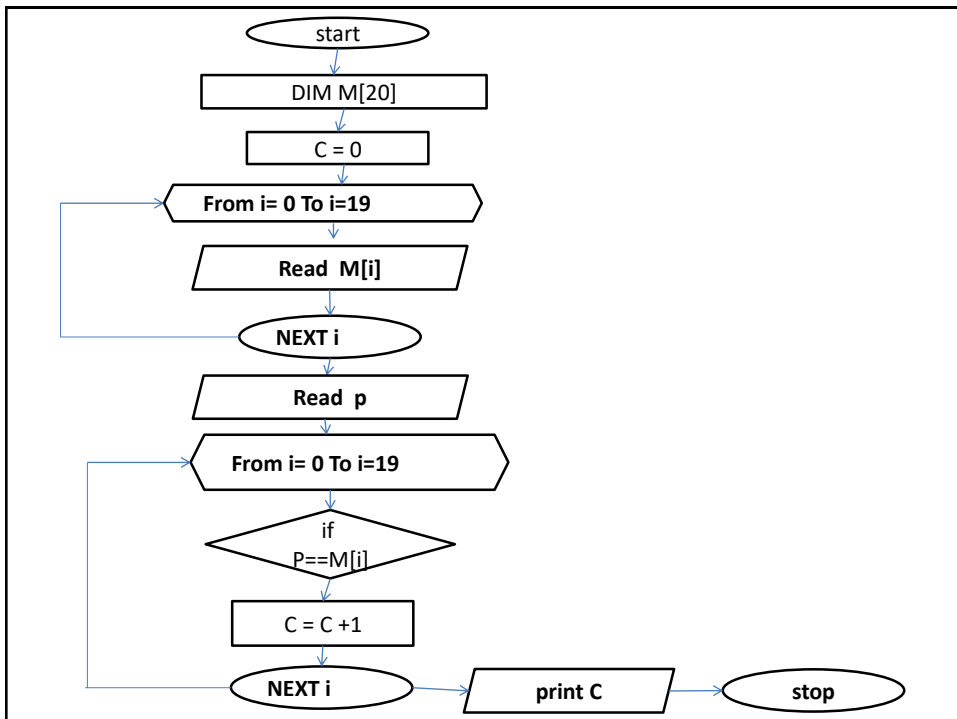 start
DIM M[20]
C = 0
From i= 0 To i=19
Read M[i]
NEXT i
Read p
From i= 0 To i=19
if
P==M[i]
C = C +1
NEXT i
print C
stop